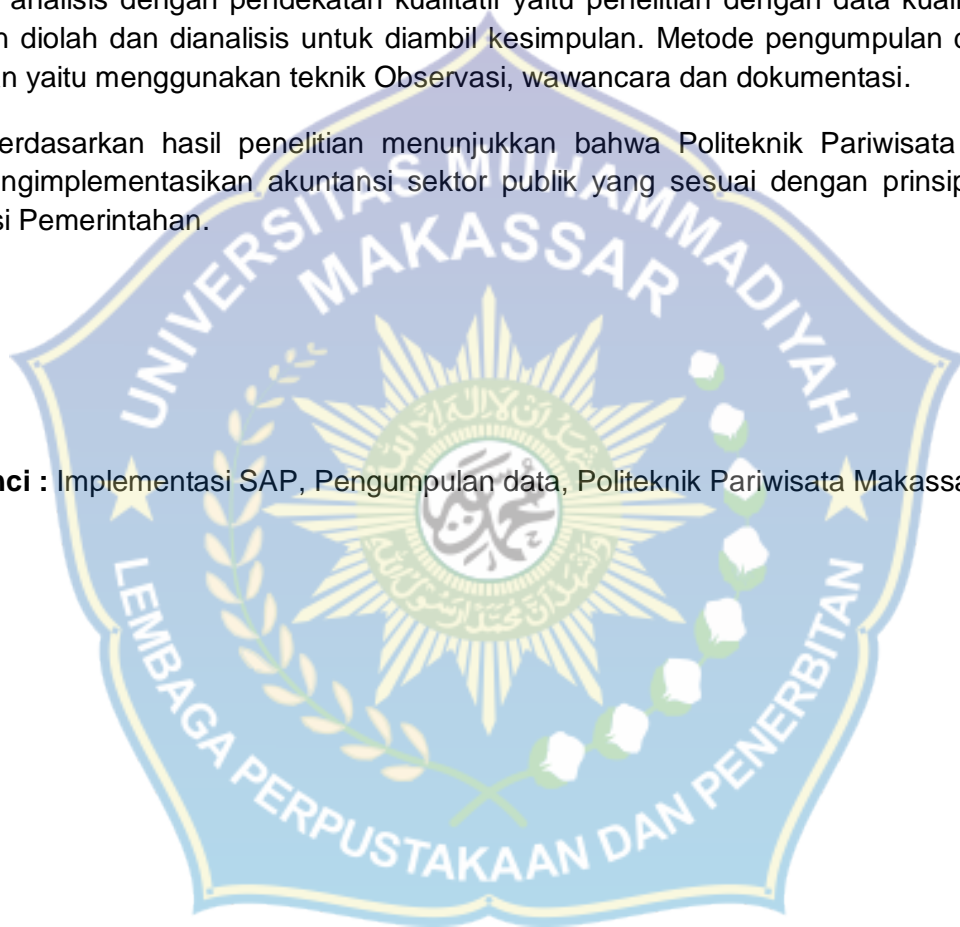 analisis dengan pendekatan kualitatif yaitu penelitian dengan data
diolah dan dianalisis untuk diambil kesimpulan. Metode pengumpulan
yaitu menggunakan teknik Observasi, wawancara dan dokumentasi.
erdasarkan hasil penelitian menunjukkan bahwa Politeknik Pariwisata
ngimplementasikan akuntansi sektor publik yang sesuai dengan prinsip
si Pemerintahan.
UNIVERSITAS MUHAMMADIYAH
MAKASSAR
nci : Implementasi SAP, Pengumpulan data, Politeknik Pariwisata Makassa
LEMBAGA PERPUSTAKAAN DAN PENERBITAN